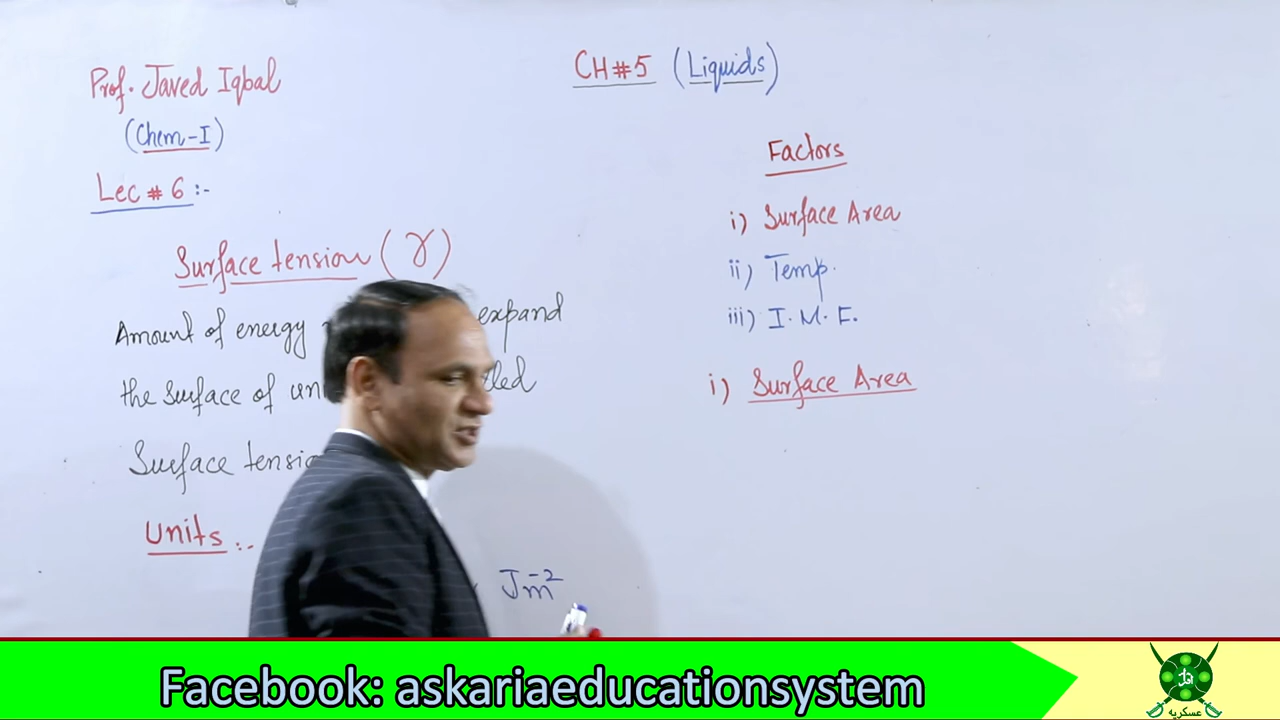 Prof. Javed Iqbal
(Chem-I)
Lec # 6 :-
Surface tension (γ)
Amount of energy expand
the surface of
Surface
Units :-
Jm⁻²
CH#5 (Liquids)
Factors
i) Surface Area
ii) Temp.
iii) I.M.F.
i) Surface Area
Facebook: askariaeducationsystem
عسکریہ